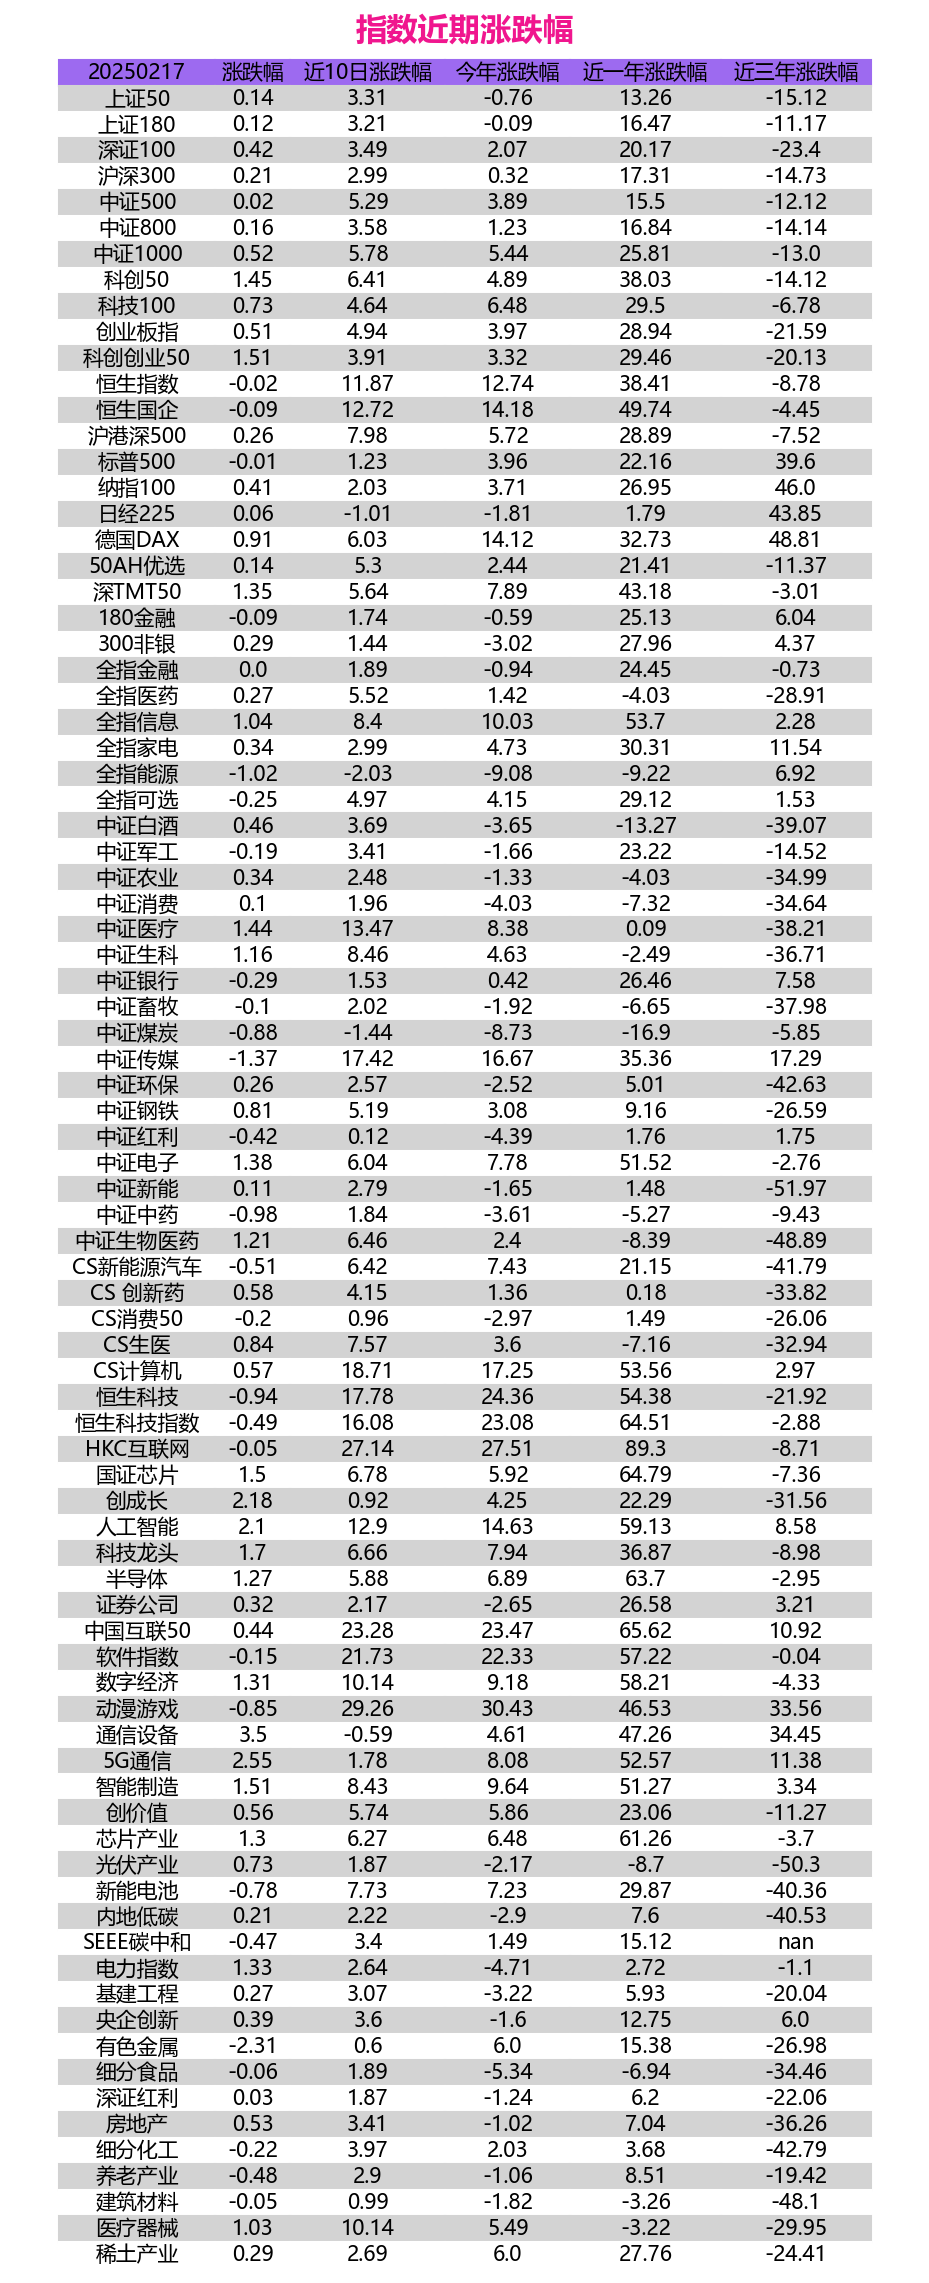 指数近期涨跌幅
20250217 涨跌幅 近10日涨跌幅 今年涨跌幅 近一年涨跌幅 近三年涨跌幅
上证50 0.14 3.31 -0.76 13.26 -15.12
上证180 0.12 3.21 -0.09 16.47 -11.17
深证100 0.42 3.49 2.07 20.17 -23.4
沪深300 0.21 2.99 0.32 17.31 -14.73
中证500 0.02 5.29 3.89 15.5 -12.12
中证800 0.16 3.58 1.23 16.84 -14.14
中证1000 0.52 5.78 5.44 25.81 -13.0
科创50 1.45 6.41 4.89 38.03 -14.12
科技100 0.73 4.64 6.48 29.5 -6.78
创业板指 0.51 4.94 3.97 28.94 -21.59
科创创业50 1.51 3.91 3.32 29.46 -20.13
恒生指数 -0.02 11.87 12.74 38.41 -8.78
恒生国企 -0.09 12.72 14.18 49.74 -4.45
沪港深500 0.26 7.98 5.72 28.89 -7.52
标普500 -0.01 1.23 3.96 22.16 39.6
纳指100 0.41 2.03 3.71 26.95 46.0
日经225 0.06 -1.01 -1.81 1.79 43.85
德国DAX 0.91 6.03 14.12 32.73 48.81
50AH优选 0.14 5.3 2.44 21.41 -11.37
深TMT50 1.35 5.64 7.89 43.18 -3.01
180金融 -0.09 1.74 -0.59 25.13 6.04
300非银 0.29 1.44 -3.02 27.96 4.37
全指金融 0.0 1.89 -0.94 24.45 -0.73
全指医药 0.27 5.52 1.42 -4.03 -28.91
全指信息 1.04 8.4 10.03 53.7 2.28
全指家电 0.34 2.99 4.73 30.31 11.54
全指能源 -1.02 -2.03 -9.08 -9.22 6.92
全指可选 -0.25 4.97 4.15 29.12 1.53
中证白酒 0.46 3.69 -3.65 -13.27 -39.07
中证军工 -0.19 3.41 -1.66 23.22 -14.52
中证农业 0.34 2.48 -1.33 -4.03 -34.99
中证消费 0.1 1.96 -4.03 -7.32 -34.64
中证医疗 1.44 13.47 8.38 0.09 -38.21
中证生科 1.16 8.46 4.63 -2.49 -36.71
中证银行 -0.29 1.53 0.42 26.46 7.58
中证畜牧 -0.1 2.02 -1.92 -6.65 -37.98
中证煤炭 -0.88 -1.44 -8.73 -16.9 -5.85
中证传媒 -1.37 17.42 16.67 35.36 17.29
中证环保 0.26 2.57 -2.52 5.01 -42.63
中证钢铁 0.81 5.19 3.08 9.16 -26.59
中证红利 -0.42 0.12 -4.39 1.76 1.75
中证电子 1.38 6.04 7.78 51.52 -2.76
中证新能 0.11 2.79 -1.65 1.48 -51.97
中证中药 -0.98 1.84 -3.61 -5.27 -9.43
中证生物医药 1.21 6.46 2.4 -8.39 -48.89
CS新能源汽车 -0.51 6.42 7.43 21.15 -41.79
CS 创新药 0.58 4.15 1.36 0.18 -33.82
CS消费50 -0.2 0.96 -2.97 1.49 -26.06
CS生医 0.84 7.57 3.6 -7.16 -32.94
CS计算机 0.57 18.71 17.25 53.56 2.97
恒生科技 -0.94 17.78 24.36 54.38 -21.92
恒生科技指数 -0.49 16.08 23.08 64.51 -2.88
HKC互联网 -0.05 27.14 27.51 89.3 -8.71
国证芯片 1.5 6.78 5.92 64.79 -7.36
创成长 2.18 0.92 4.25 22.29 -31.56
人工智能 2.1 12.9 14.63 59.13 8.58
科技龙头 1.7 6.66 7.94 36.87 -8.98
半导体 1.27 5.88 6.89 63.7 -2.95
证券公司 0.32 2.17 -2.65 26.58 3.21
中国互联50 0.44 23.28 23.47 65.62 10.92
软件指数 -0.15 21.73 22.33 57.22 -0.04
数字经济 1.31 10.14 9.18 58.21 -4.33
动漫游戏 -0.85 29.26 30.43 46.53 33.56
通信设备 3.5 -0.59 4.61 47.26 34.45
5G通信 2.55 1.78 8.08 52.57 11.38
智能制造 1.51 8.43 9.64 51.27 3.34
创价值 0.56 5.74 5.86 23.06 -11.27
芯片产业 1.3 6.27 6.48 61.26 -3.7
光伏产业 0.73 1.87 -2.17 -8.7 -50.3
新能电池 -0.78 7.73 7.23 29.87 -40.36
内地低碳 0.21 2.22 -2.9 7.6 -40.53
SEEE碳中和 -0.47 3.4 1.49 15.12 nan
电力指数 1.33 2.64 -4.71 2.72 -1.1
基建工程 0.27 3.07 -3.22 5.93 -20.04
央企创新 0.39 3.6 -1.6 12.75 6.0
有色金属 -2.31 0.6 6.0 15.38 -26.98
细分食品 -0.06 1.89 -5.34 -6.94 -34.46
深证红利 0.03 1.87 -1.24 6.2 -22.06
房地产 0.53 3.41 -1.02 7.04 -36.26
细分化工 -0.22 3.97 2.03 3.68 -42.79
养老产业 -0.48 2.9 -1.06 8.51 -19.42
建筑材料 -0.05 0.99 -1.82 -3.26 -48.1
医疗器械 1.03 10.14 5.49 -3.22 -29.95
稀土产业 0.29 2.69 6.0 27.76 -24.41